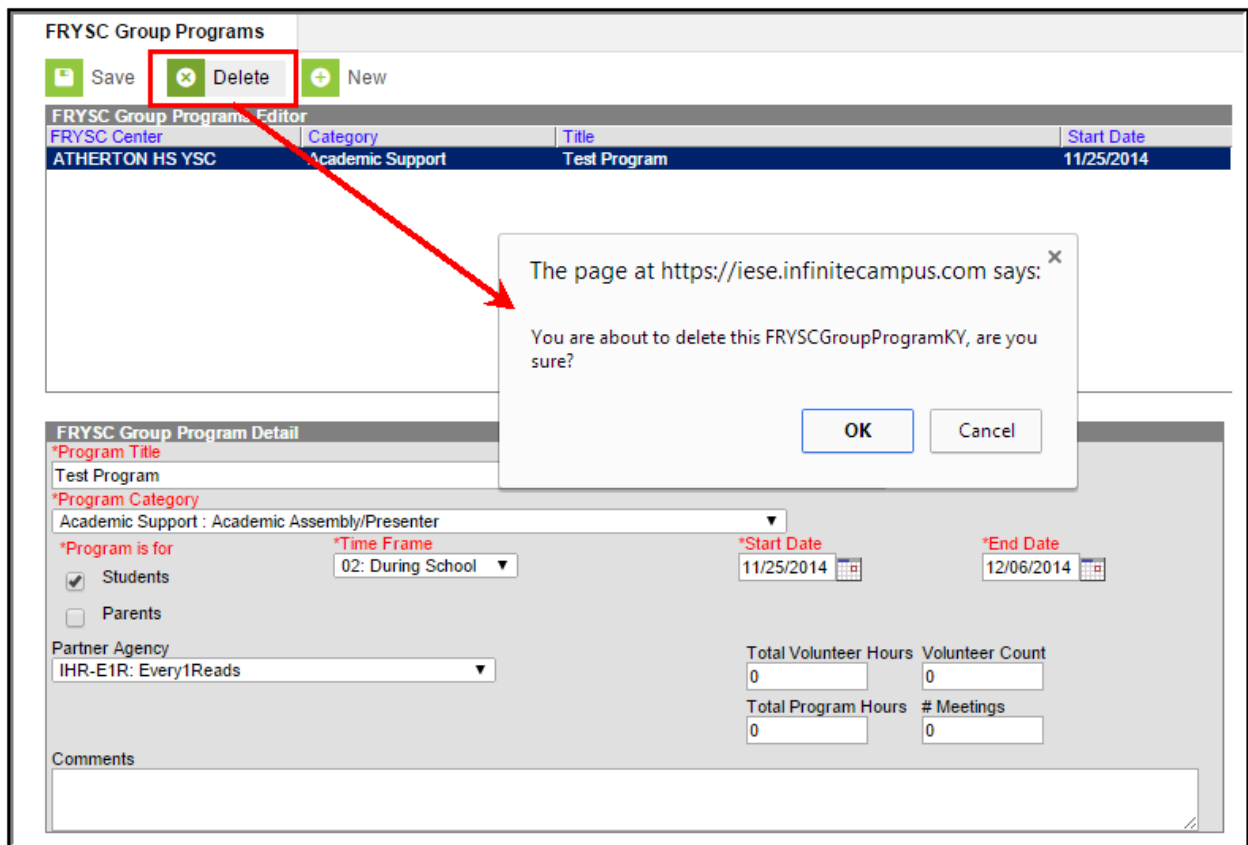 FRYSC Group Programs
Save Delete New
FRYSC Group Programs Editor
FRYSC Center Category Title Start Date
ATHERTON HS YSC Academic Support Test Program 11/25/2014
The page at https://iese.infinitecampus.com says:
You are about to delete this FRYSCGroupProgramKY, are you
sure?
OK Cancel
FRYSC Group Program Detail
*Program Title
Test Program
*Program Category
Academic Support : Academic Assembly/Presenter
*Program is for *Time Frame *Start Date *End Date
02: During School 11/25/2014 12/06/2014
Students
Parents
Partner Agency
IHR-E1R: Every1Reads
Total Volunteer Hours Volunteer Count
0 0
Total Program Hours # Meetings
0 0
Comments